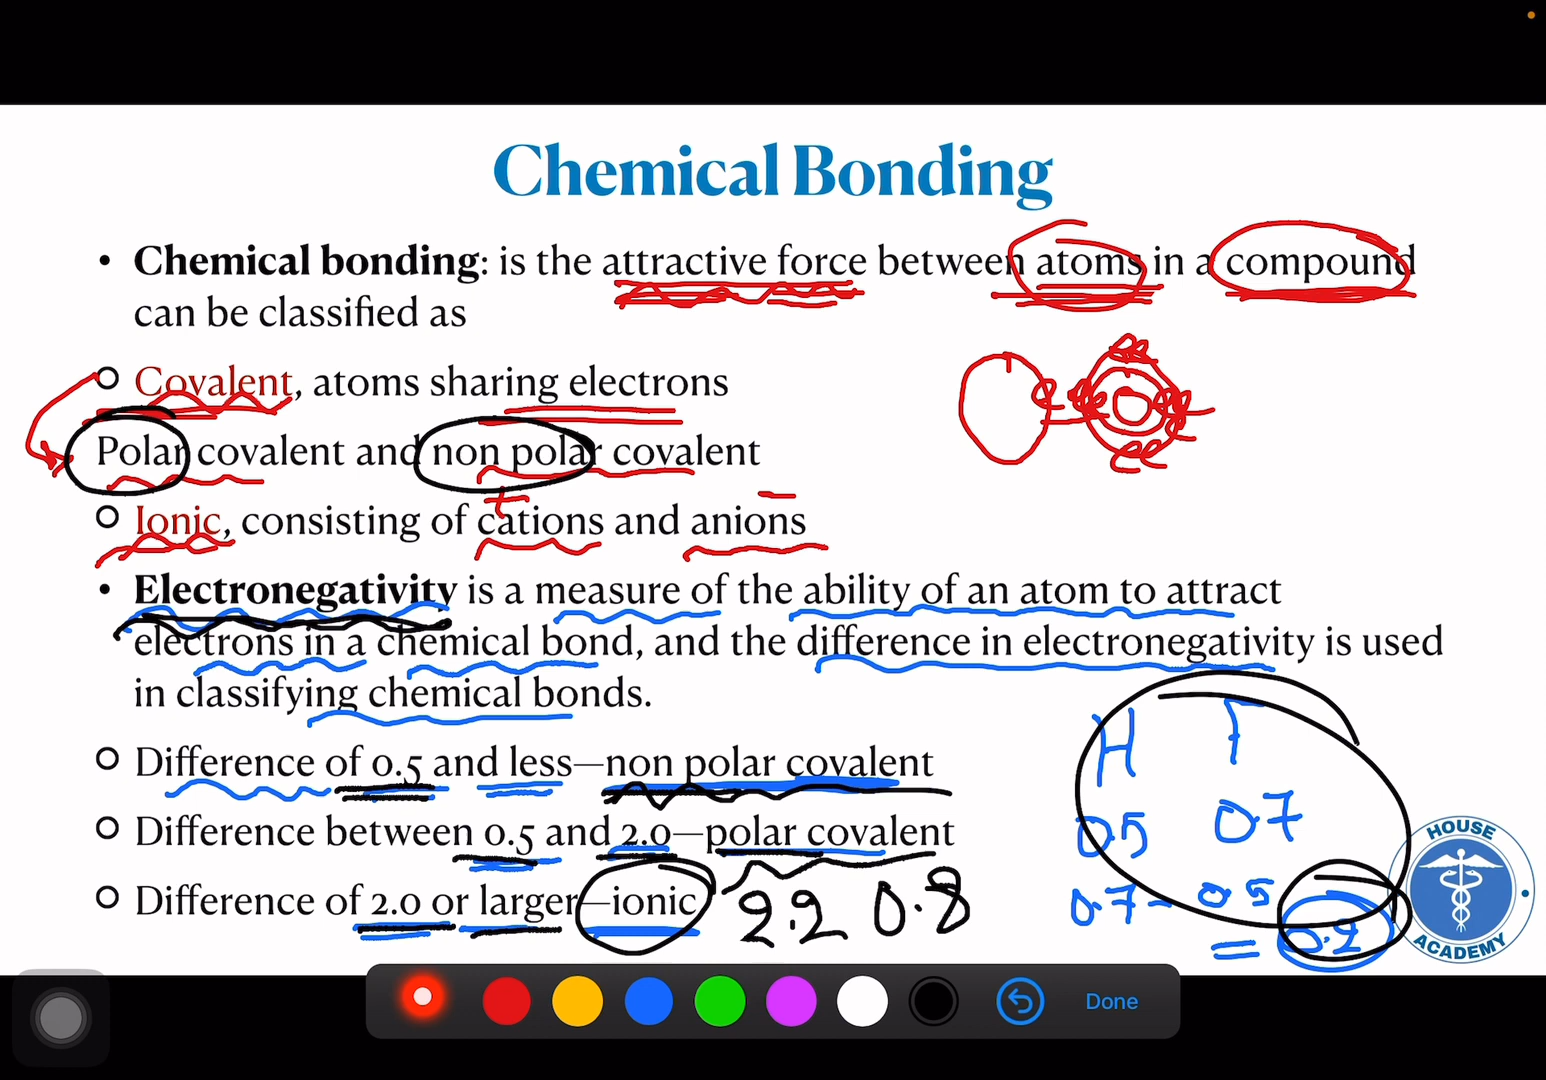 Chemical Bonding
• Chemical bonding: is the attractive force between atoms in a compound
can be classified as
○ Covalent, atoms sharing electrons
Polar covalent and non polar covalent
○ Ionic, consisting of cations and anions
• Electronegativity is a measure of the ability of an atom to attract
electrons in a chemical bond, and the difference in electronegativity is used
in classifying chemical bonds.
○ Difference of 0.5 and less—non polar covalent
○ Difference between 0.5 and 2.0—polar covalent
○ Difference of 2.0 or larger—ionic
2.2 0.8
H
0.5 0.7
0.7 - 0.5
= 0.2
HOUSE
ACADEMY
Done